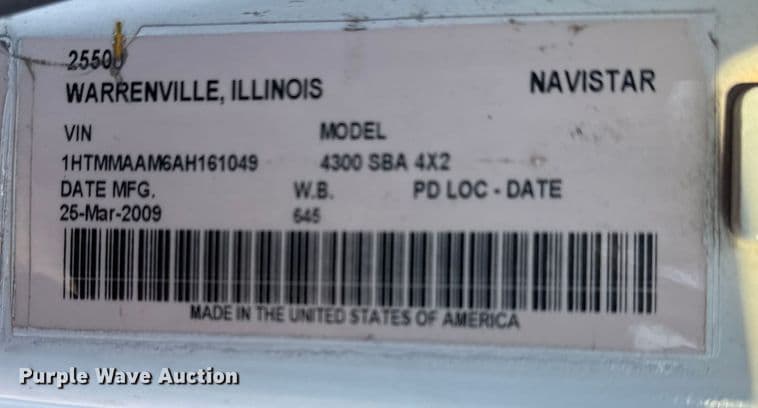 25500
WARRENVILLE, ILLINOIS
NAVISTAR
VIN MODEL
1HTMMAAM6AH161049 4300 SBA 4X2
DATE MFG. W.B. PD LOC - DATE
25-Mar-2009 645
MADE IN THE UNITED STATES OF AMERICA
Purple Wave Auction